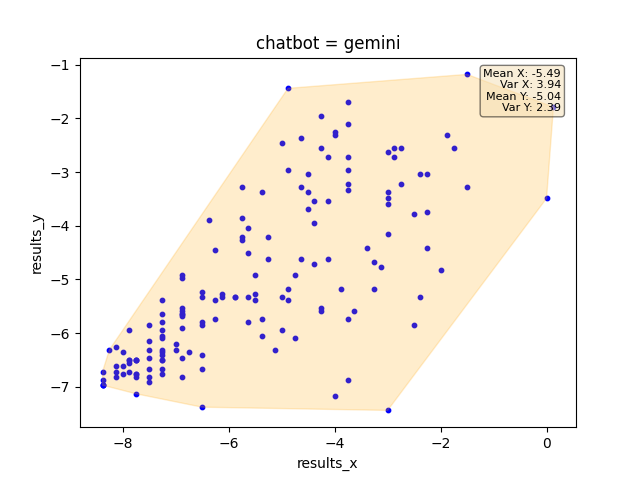 chatbot = gemini
Mean X: -5.49
Var X: 3.94
Mean Y: -5.04
Var Y: 2.39
−1
−2
−3
−4
−5
−6
−7
results_y
−8
−6
−4
−2
0
results_x